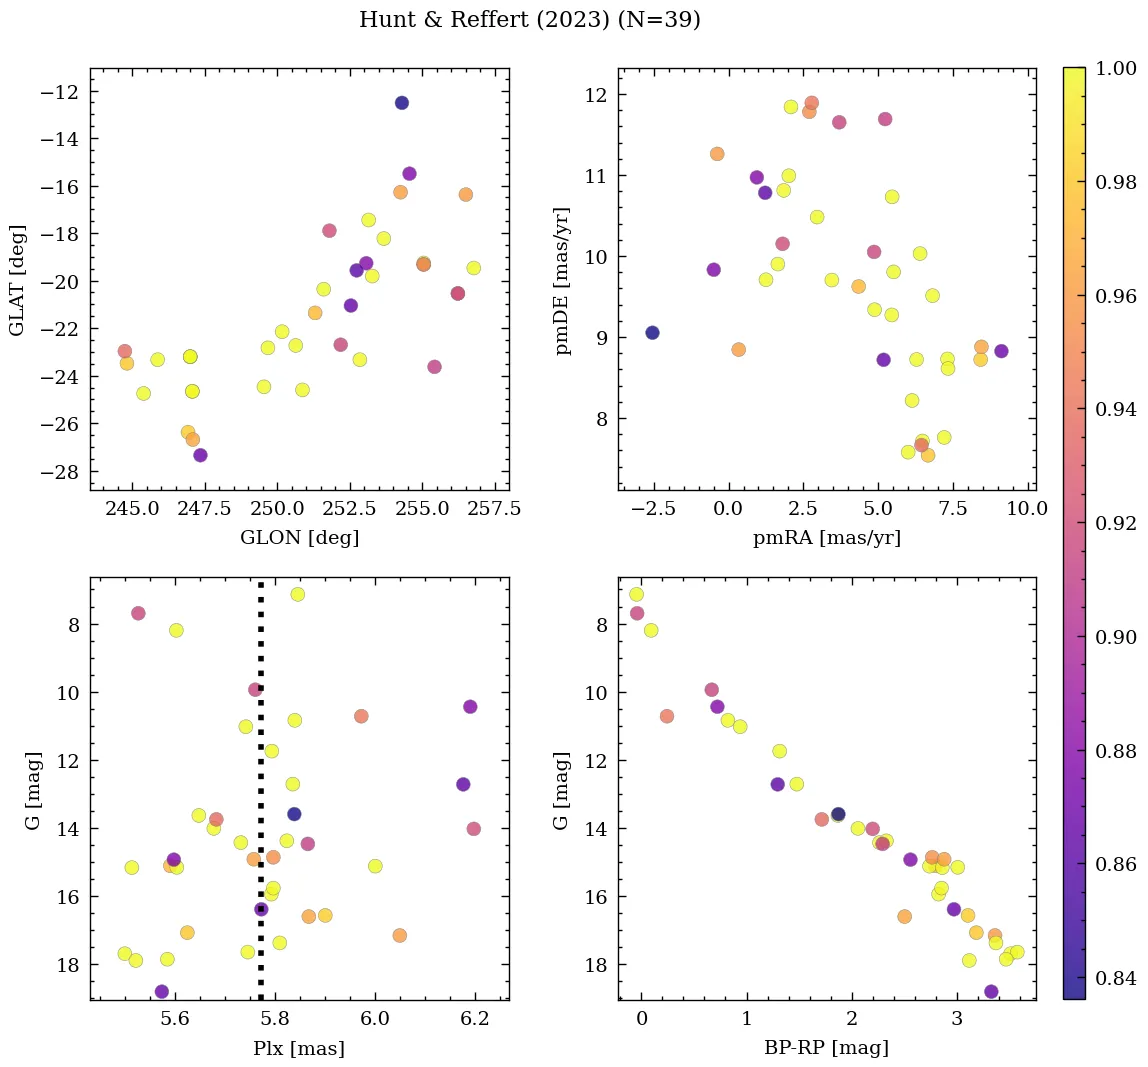 Hunt & Reffert (2023) (N=39)
GLAT [deg]
−12
−14
−16
−18
−20
−22
−24
−26
−28
245.0 247.5 250.0 252.5 255.0 257.5
GLON [deg]
pmDE [mas/yr]
12
11
10
9
8
−2.5 0.0 2.5 5.0 7.5 10.0
pmRA [mas/yr]
G [mag]
8
10
12
14
16
18
5.6 5.8 6.0 6.2
Plx [mas]
G [mag]
8
10
12
14
16
18
0 1 2 3
BP-RP [mag]
1.00
0.98
0.96
0.94
0.92
0.90
0.88
0.86
0.84